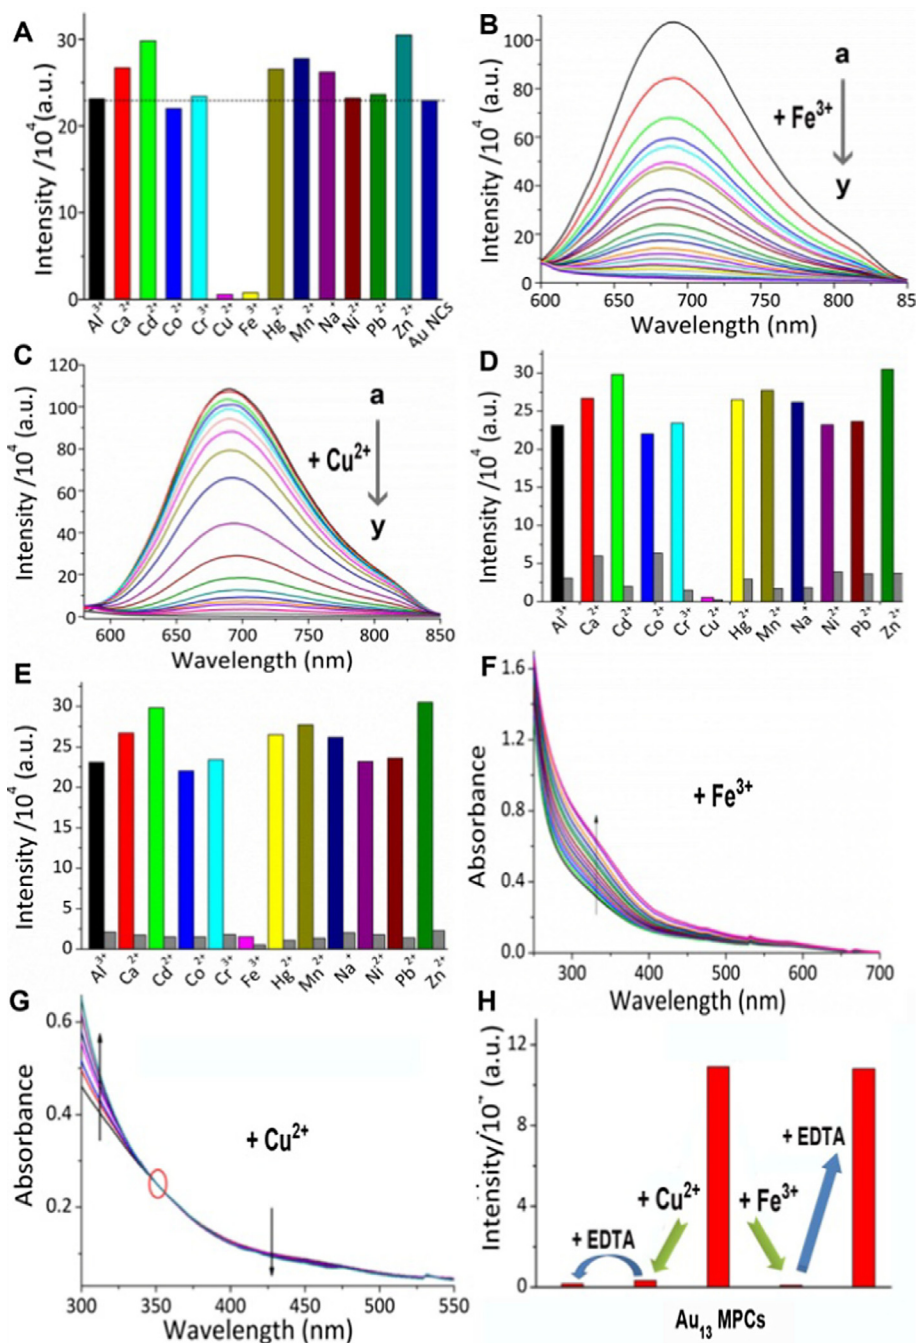 A
Intensity /10⁴ (a.u.)
30
20
10
0
Al³⁺ Ca²⁺ Cd²⁺ Co²⁺ Cr³⁺ Cu²⁺ Fe³⁺ Hg²⁺ Mn²⁺ Na⁺ Ni²⁺ Pb²⁺ Zn²⁺ Au NCs
B
Intensity /10⁴ (a.u.)
100
80
60
40
20
0
a
+ Fe³⁺
y
600 650 700 750 800 85
Wavelength (nm)
C
Intensity /10⁴ (a.u.)
120
100
80
60
40
20
0
a
+ Cu²⁺
y
600 650 700 750 800 850
Wavelength (nm)
D
Intensity /10⁴ (a.u.)
30
25
20
15
10
5
0
Al³⁺ Ca²⁺ Cd²⁺ Co²⁺ Cr³⁺ Cu²⁺ Hg²⁺ Mn²⁺ Na⁺ Ni²⁺ Pb²⁺ Zn²⁺
E
Intensity /10⁴ (a.u.)
30
25
20
15
10
5
0
Al³⁺ Ca²⁺ Cd²⁺ Co²⁺ Cr³⁺ Fe³⁺ Hg²⁺ Mn²⁺ Na⁺ Ni²⁺ Pb²⁺ Zn²⁺
F
Absorbance
1.6
1.2
0.8
0.4
0.0
+ Fe³⁺
300 400 500 600 700
Wavelength (nm)
G
Absorbance
0.6
0.4
0.2
+ Cu²⁺
300 350 400 450 500 550
Wavelength (nm)
H
(a.u.)
12
8
4
0
+ EDTA
+ Cu²⁺
+ Fe³⁺
+ EDTA
Au₁₃ MPCs